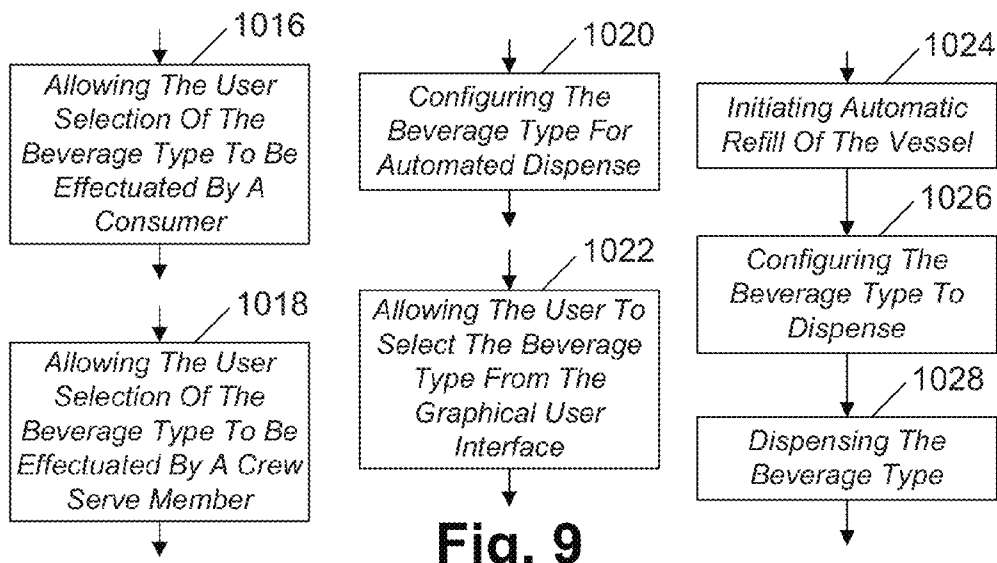 1016
Allowing The User
Selection Of The
Beverage Type To Be
Effectuated By A
Consumer
1018
Allowing The User
Selection Of The
Beverage Type To Be
Effectuated By A Crew
Serve Member
1020
Configuring The
Beverage Type For
Automated Dispense
1022
Allowing The User To
Select The Beverage
Type From The
Graphical User
Interface
1024
Initiating Automatic
Refill Of The Vessel
1026
Configuring The
Beverage Type To
Dispense
1028
Dispensing The
Beverage Type
Fig. 9